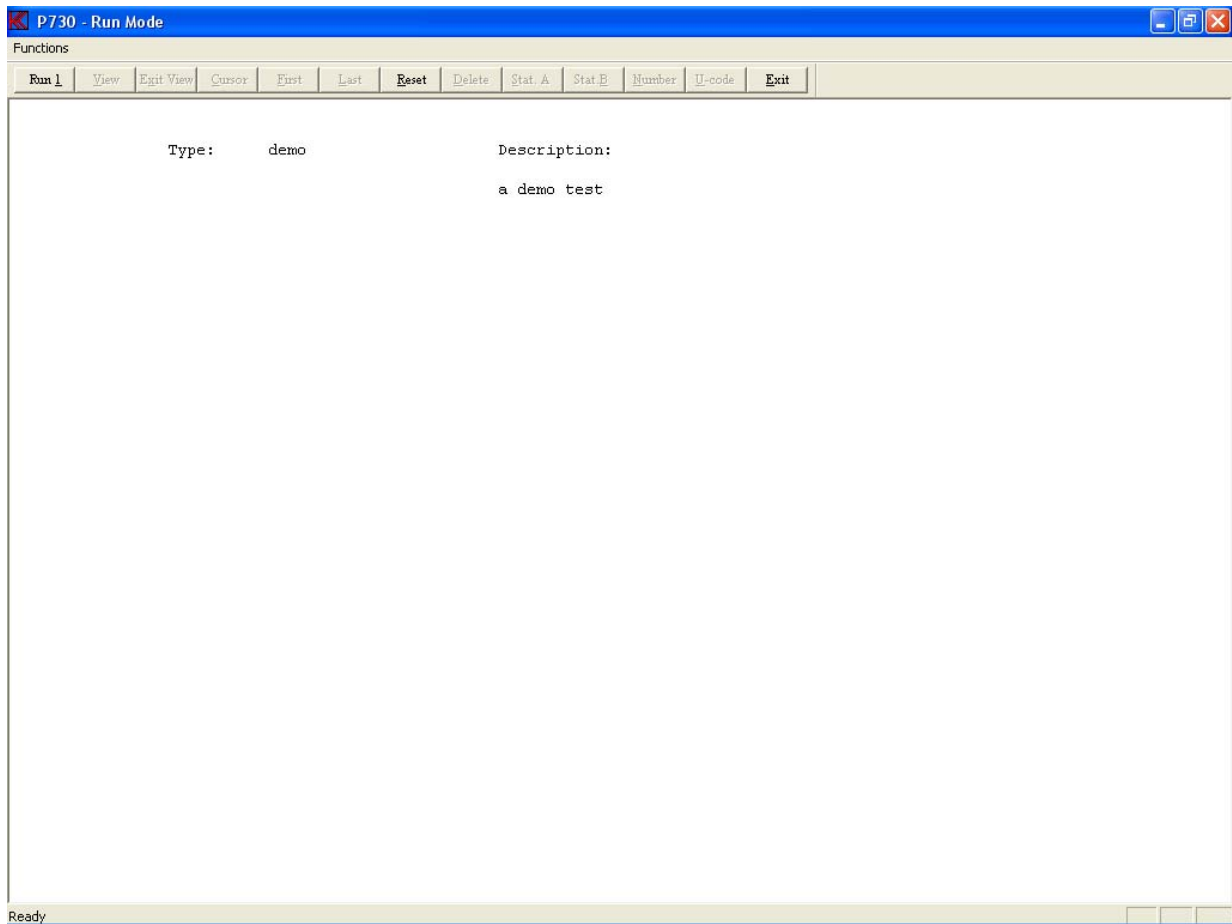 K P730 - Run Mode
Functions
Run 1 View Exit View Cursor First Last Reset Delete Stat. A Stat.B Number U-code Exit
Type: demo Description:
a demo test
Ready